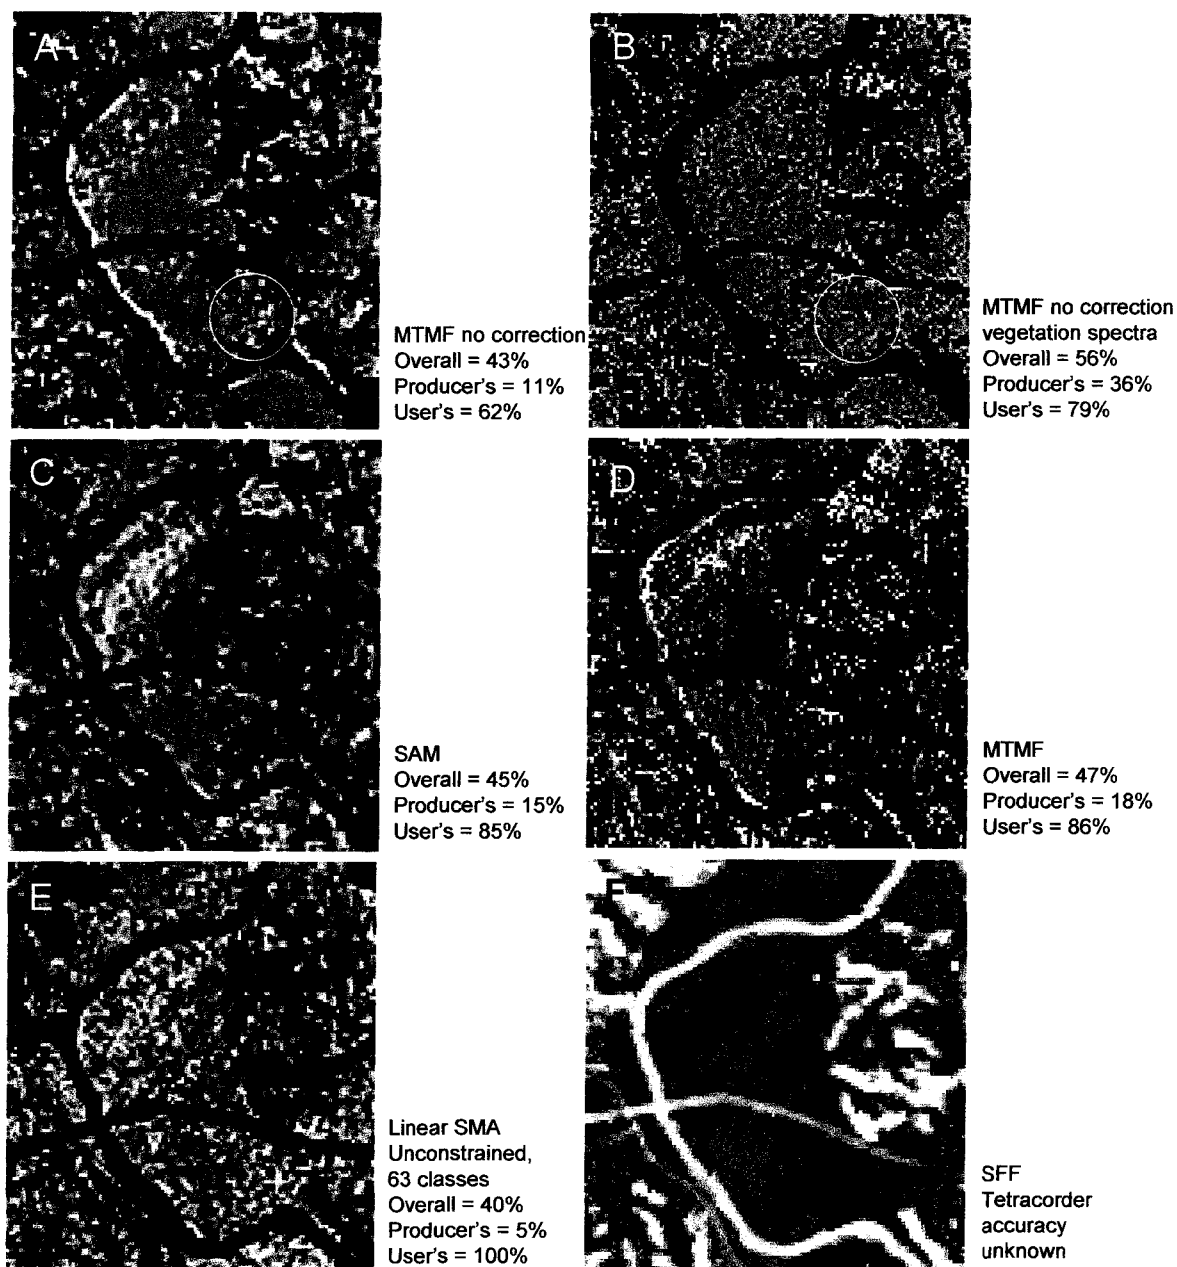 A
MTMF no correction
Overall = 43%
Producer's = 11%
User's = 62%
B
MTMF no correction
vegetation spectra
Overall = 56%
Producer's = 36%
User's = 79%
C
SAM
Overall = 45%
Producer's = 15%
User's = 85%
D
MTMF
Overall = 47%
Producer's = 18%
User's = 86%
E
Linear SMA
Unconstrained,
63 classes
Overall = 40%
Producer's = 5%
User's = 100%
F
SFF
Tetracorder
accuracy
unknown